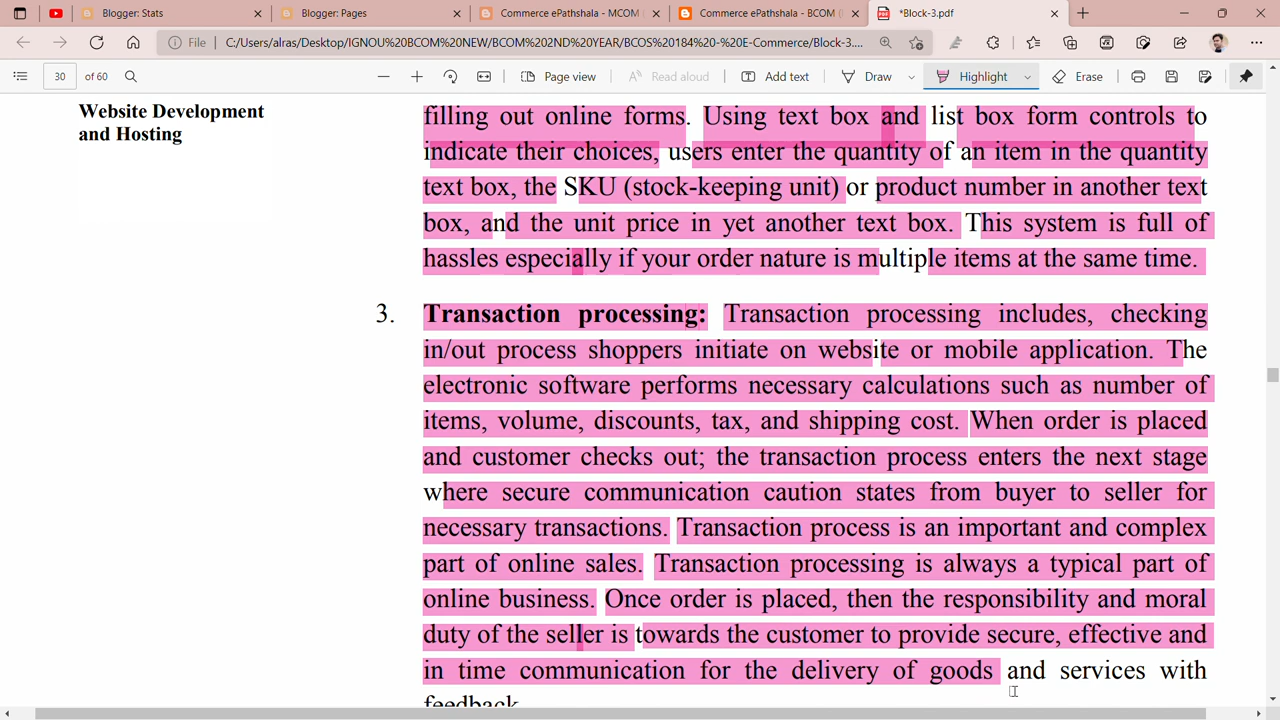 Blogger: Stats
Blogger: Pages
Commerce ePathshala - MCOM
Commerce ePathshala - BCOM (
*Block-3.pdf
File C:/Users/alras/Desktop/IGNOU%20BCOM%20NEW/BCOM%202ND%20YEAR/BCOS%20184%20-%20E-Commerce/Block-3....
30 of 60
Page view
Read aloud
Add text
Draw
Highlight
Erase
Website Development
and Hosting
filling out online forms. Using text box and list box form controls to
indicate their choices, users enter the quantity of an item in the quantity
text box, the SKU (stock-keeping unit) or product number in another text
box, and the unit price in yet another text box. This system is full of
hassles especially if your order nature is multiple items at the same time.
3. Transaction processing: Transaction processing includes, checking
in/out process shoppers initiate on website or mobile application. The
electronic software performs necessary calculations such as number of
items, volume, discounts, tax, and shipping cost. When order is placed
and customer checks out; the transaction process enters the next stage
where secure communication caution states from buyer to seller for
necessary transactions. Transaction process is an important and complex
part of online sales. Transaction processing is always a typical part of
online business. Once order is placed, then the responsibility and moral
duty of the seller is towards the customer to provide secure, effective and
in time communication for the delivery of goods and services with
feedback